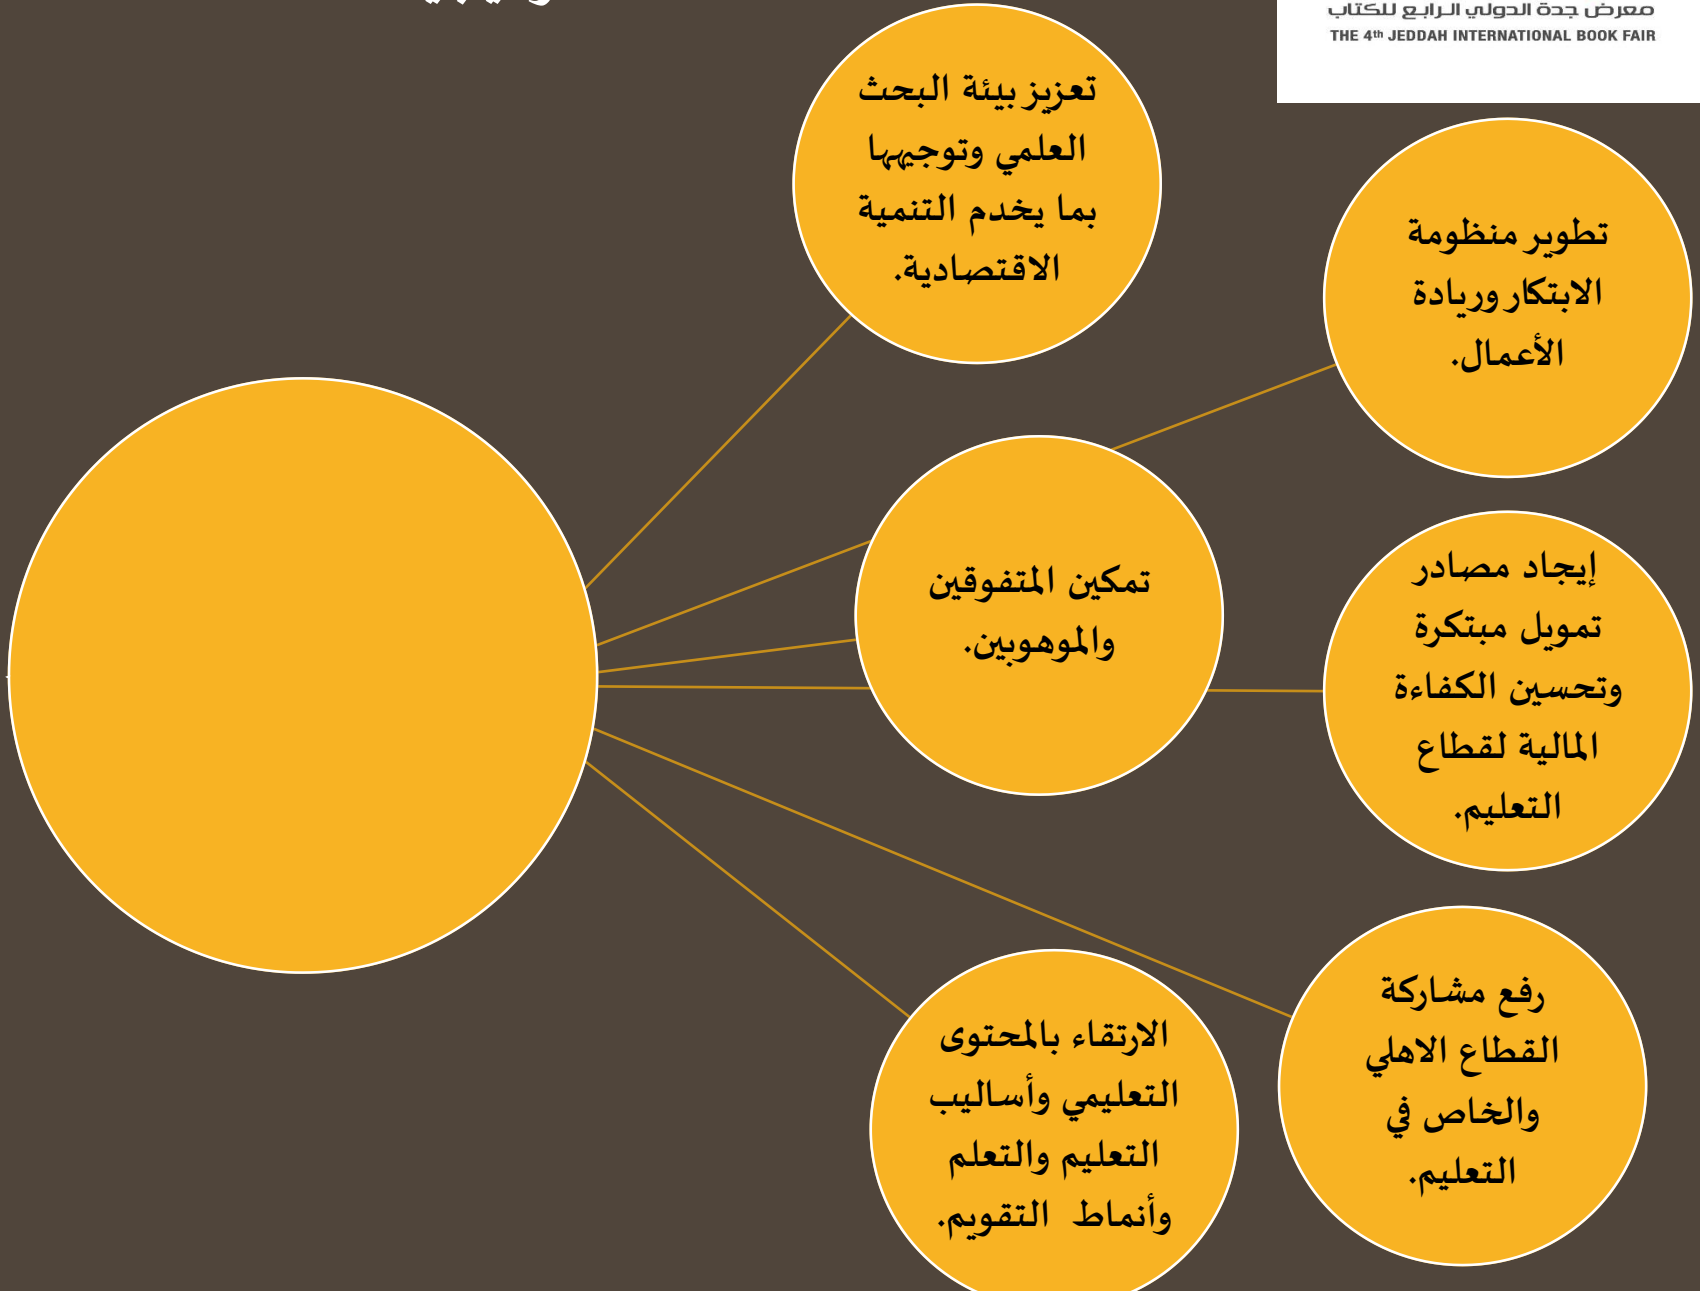 معرض جدة الدولي الرابع للكتاب
THE 4th JEDDAH INTERNATIONAL BOOK FAIR
تعزيز بيئة البحث
العلمي وتوجيهها
بما يخدم التنمية
الاقتصادية.
تطوير منظومة
الابتكار وريادة
الأعمال.
تمكين المتفوقين
والموهوبين.
إيجاد مصادر
تمويل مبتكرة
وتحسين الكفاءة
المالية لقطاع
التعليم.
رفع مشاركة
القطاع الاهلي
والخاص في
التعليم.
الارتقاء بالمحتوى
التعليمي وأساليب
التعليم والتعلم
وأنماط التقويم.